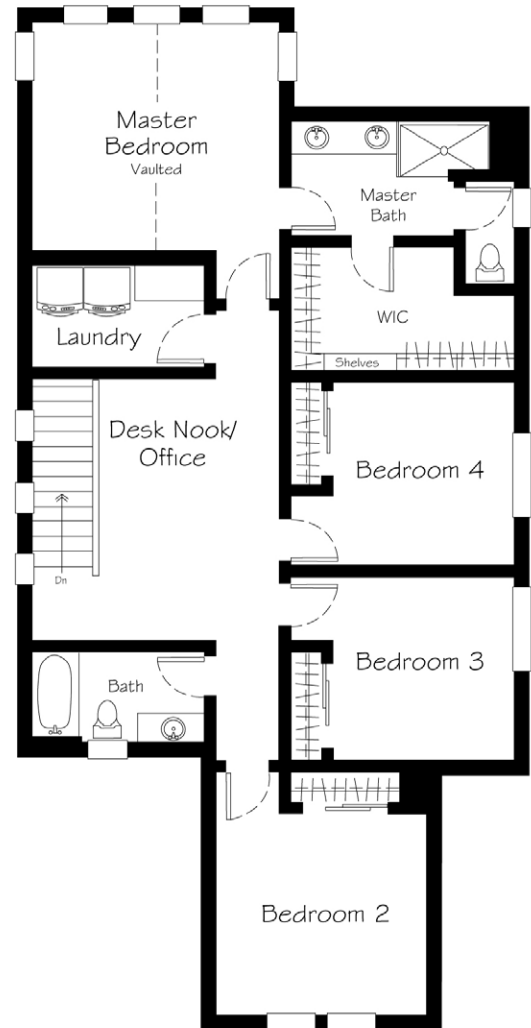 Master
Bedroom
Vaulted
Master
Bath
WIC
Laundry
Shelves
Desk Nook/
Office
Bedroom 4
Dn
Bedroom 3
Bath
Bedroom 2